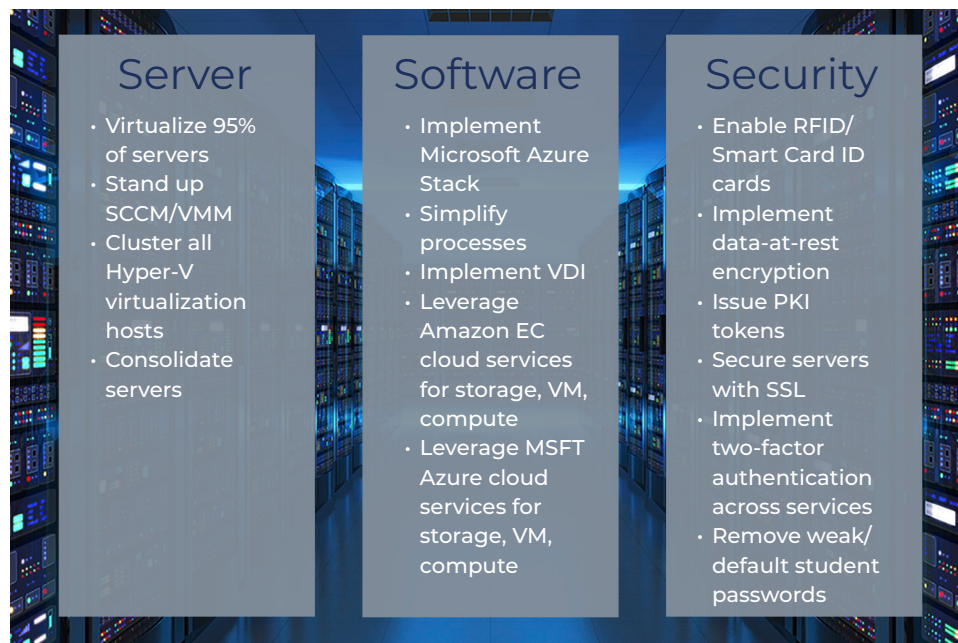 Server
• Virtualize 95%
of servers
• Stand up
SCCM/VMM
• Cluster all
Hyper-V
virtualization
hosts
• Consolidate
servers
Software
• Implement
Microsoft Azure
Stack
• Simplify
processes
• Implement VDI
• Leverage
Amazon EC
cloud services
for storage, VM,
compute
• Leverage MSFT
Azure cloud
services for
storage, VM,
compute
Security
• Enable RFID/
Smart Card ID
cards
• Implement
data-at-rest
encryption
• Issue PKI
tokens
• Secure servers
with SSL
• Implement
two-factor
authentication
across services
• Remove weak/
default student
passwords